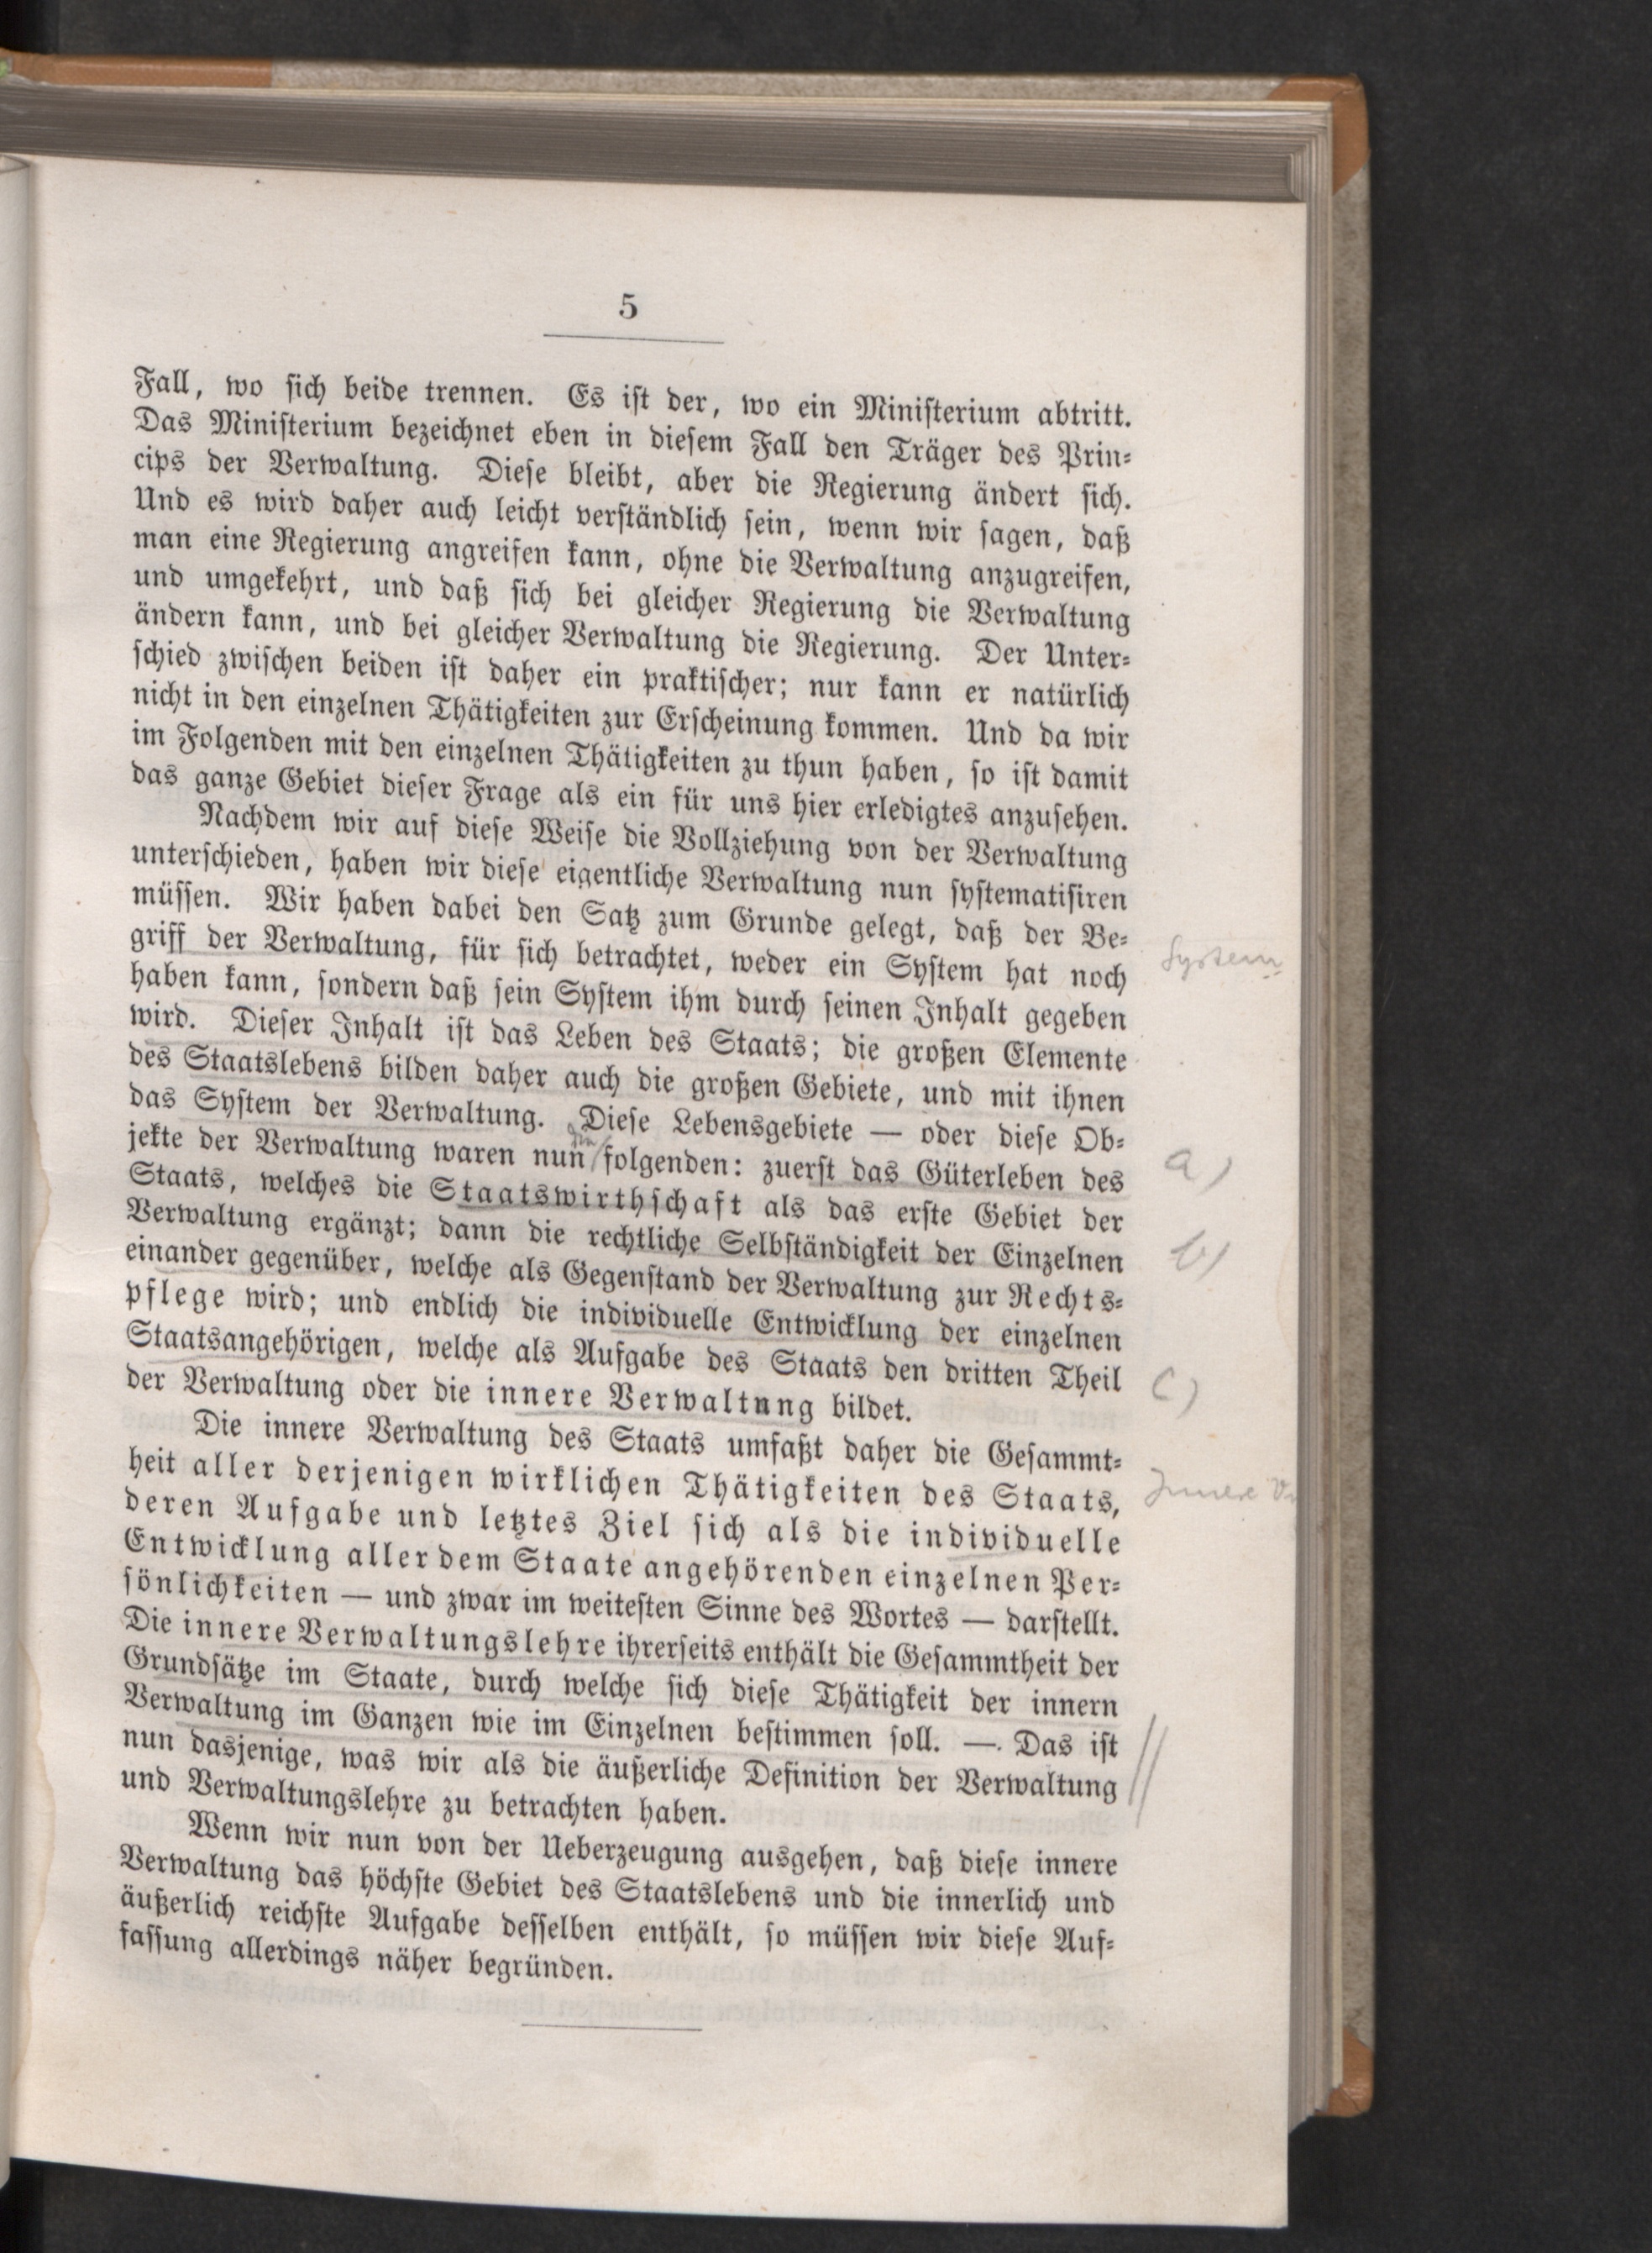 5
Fall, wo sich beide trennen. Es ist der, wo ein Ministerium abtritt.
Das Ministerium bezeichnet eben in diesem Fall den Träger des Prin-
cips der Verwaltung. Diese bleibt, aber die Regierung ändert sich.
Und es wird daher auch leicht verständlich sein, wenn wir sagen, daß
man eine Regierung angreifen kann, ohne die Verwaltung anzugreifen,
und umgekehrt, und daß sich bei gleicher Regierung die Verwaltung
ändern kann, und bei gleicher Verwaltung die Regierung. Der Unter-
schied zwischen beiden ist daher ein praktischer; nur kann er natürlich
nicht in den einzelnen Thätigkeiten zur Erscheinung kommen. Und da wir
im Folgenden mit den einzelnen Thätigkeiten zu thun haben, so ist damit
das ganze Gebiet dieser Frage als ein für uns hier erledigtes anzusehen.
Nachdem wir auf diese Weise die Vollziehung von der Verwaltung
unterschieden, haben wir diese eigentliche Verwaltung nun systematisiren
müssen. Wir haben dabei den Satz zum Grunde gelegt, daß der Be-
griff der Verwaltung, für sich betrachtet, weder ein System hat noch
System
haben kann, sondern daß sein System ihm durch seinen Inhalt gegeben
wird. Dieser Inhalt ist das Leben des Staats; die großen Elemente
des Staatslebens bilden daher auch die großen Gebiete, und mit ihnen
das System der Verwaltung. Diese Lebensgebiete — oder diese Ob-
jekte der Verwaltung waren nun folgenden: zuerst das Güterleben des
a)
Staats, welches die Staatswirthschaft als das erste Gebiet der
Verwaltung ergänzt; dann die rechtliche Selbständigkeit der Einzelnen
b)
einander gegenüber, welche als Gegenstand der Verwaltung zur Rechts-
pflege wird; und endlich die individuelle Entwicklung der einzelnen
Staatsangehörigen, welche als Aufgabe des Staats den dritten Theil
c)
der Verwaltung oder die innere Verwaltung bildet.
Die innere Verwaltung des Staats umfaßt daher die Gesammt-
heit aller derjenigen wirklichen Thätigkeiten des Staats,
Innere
deren Aufgabe und letztes Ziel sich als die individuelle
Entwicklung aller dem Staate angehörenden einzelnen Per-
sönlichkeiten — und zwar im weitesten Sinne des Wortes — darstellt.
Die innere Verwaltungslehre ihrerseits enthält die Gesammtheit der
Grundsätze im Staate, durch welche sich diese Thätigkeit der innern
Verwaltung im Ganzen wie im Einzelnen bestimmen soll. — Das ist
nun dasjenige, was wir als die äußerliche Definition der Verwaltung
und Verwaltungslehre zu betrachten haben.
Wenn wir nun von der Ueberzeugung ausgehen, daß diese innere
Verwaltung das höchste Gebiet des Staatslebens und die innerlich und
äußerlich reichste Aufgabe desselben enthält, so müssen wir diese Auf-
fassung allerdings näher begründen.